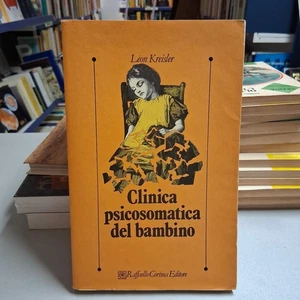 Léon Kreisler
Clinica
psicosomatica
del bambino
Raffaello Cortina Editore